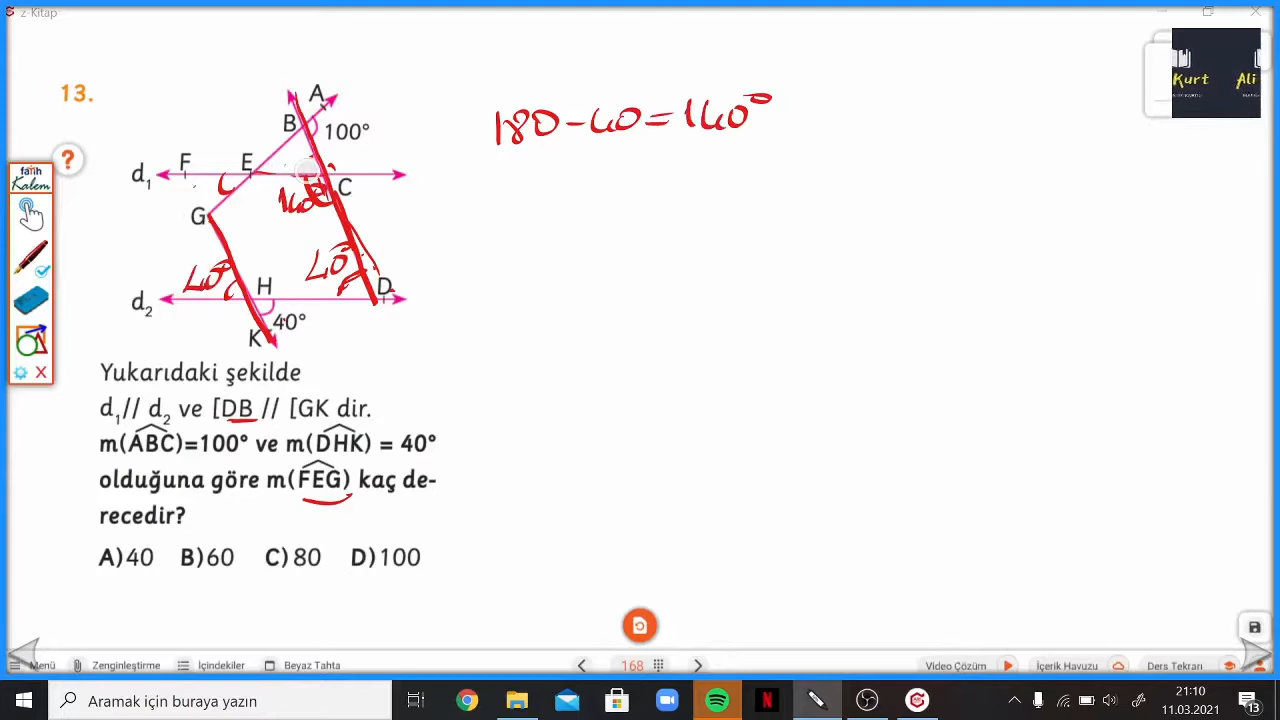 z-Kitap
Kurt Ali
13.
180-40=140°
A
B
100°
F
E
d1
C
140°
G
40°
40°
H
D
d2
40°
K
fatih
Kalem
?
Yukarıdaki şekilde
d1// d2 ve [DB // [GK dir.
m(ABC)=100° ve m(DHK) = 40°
olduğuna göre m(FEG) kaç de-
recedir?
A)40 B)60 C)80 D)100
Menü Zenginleştirme İçindekiler Beyaz Tahta 168 Video Çözüm İçerik Havuzu Ders Tekrarı
Aramak için buraya yazın
21:10
11.03.2021
13